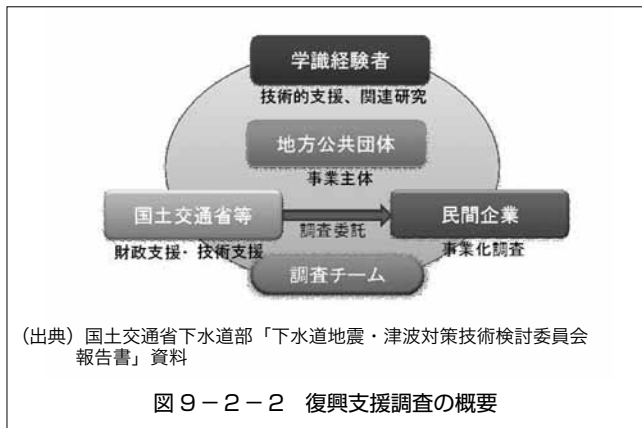 学識経験者
技術的支援、関連研究
地方公共団体
事業主体
国土交通省等
調査委託
民間企業
財政支援・技術支援
事業化調査
調査チーム
(出典)国土交通省下水道部「下水道地震・津波対策技術検討委員会
報告書」資料
図9-2-2 復興支援調査の概要